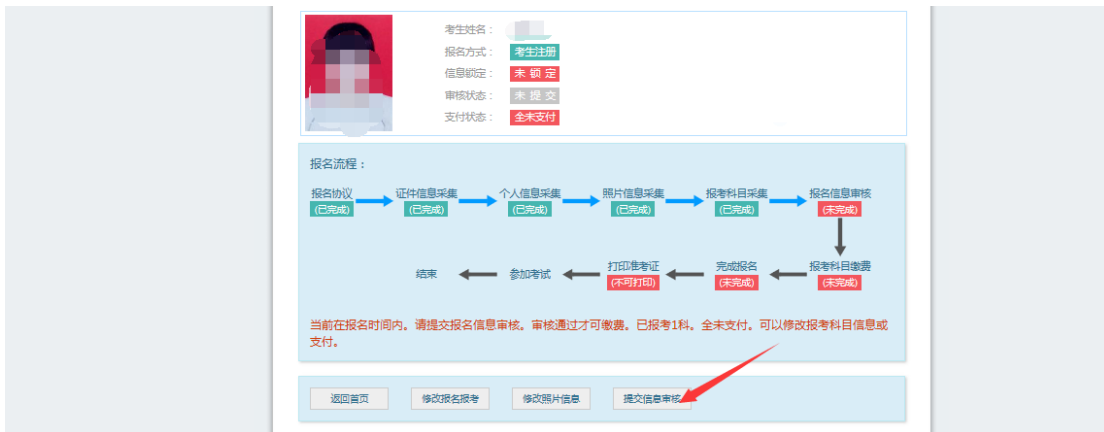 考生姓名：
报名方式： 考生注册
信息锁定： 未 锁 定
审核状态： 未 提 交
支付状态： 全未支付
报名流程：
报名协议 证件信息采集 个人信息采集 照片信息采集 报考科目采集 报名信息审核
(已完成) (已完成) (已完成) (已完成) (已完成) (未完成)
结束 参加考试 打印准考证 完成报名 报考科目缴费
(不可打印) (未完成) (未完成)
当前在报名时间内。请提交报名信息审核。审核通过才可缴费。已报考1科。全未支付。可以修改报考科目信息或
支付。
返回首页 修改报名报考 修改照片信息 提交信息审核